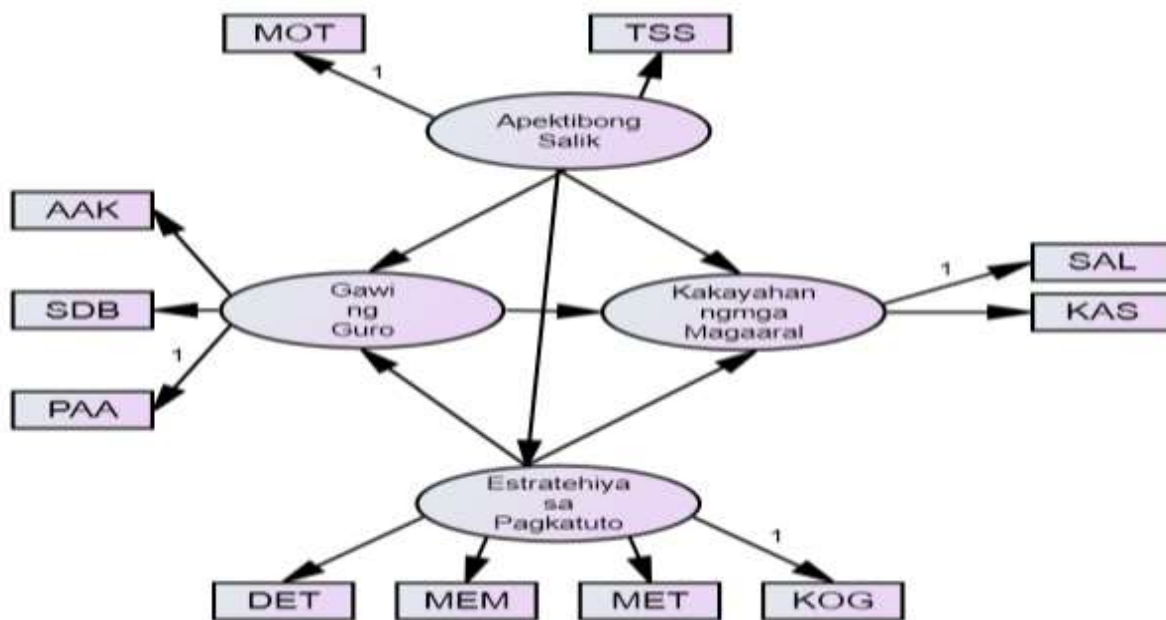 MOT
TSS
1
Apektibong
Salik
AAK
SDB
1
PAA
Gawi
ng
Guro
Kakayahan
ngmga
Magaaral
1
SAL
KAS
Estratehiya
sa
Pagkatuto
1
DET
MEM
MET
KOG